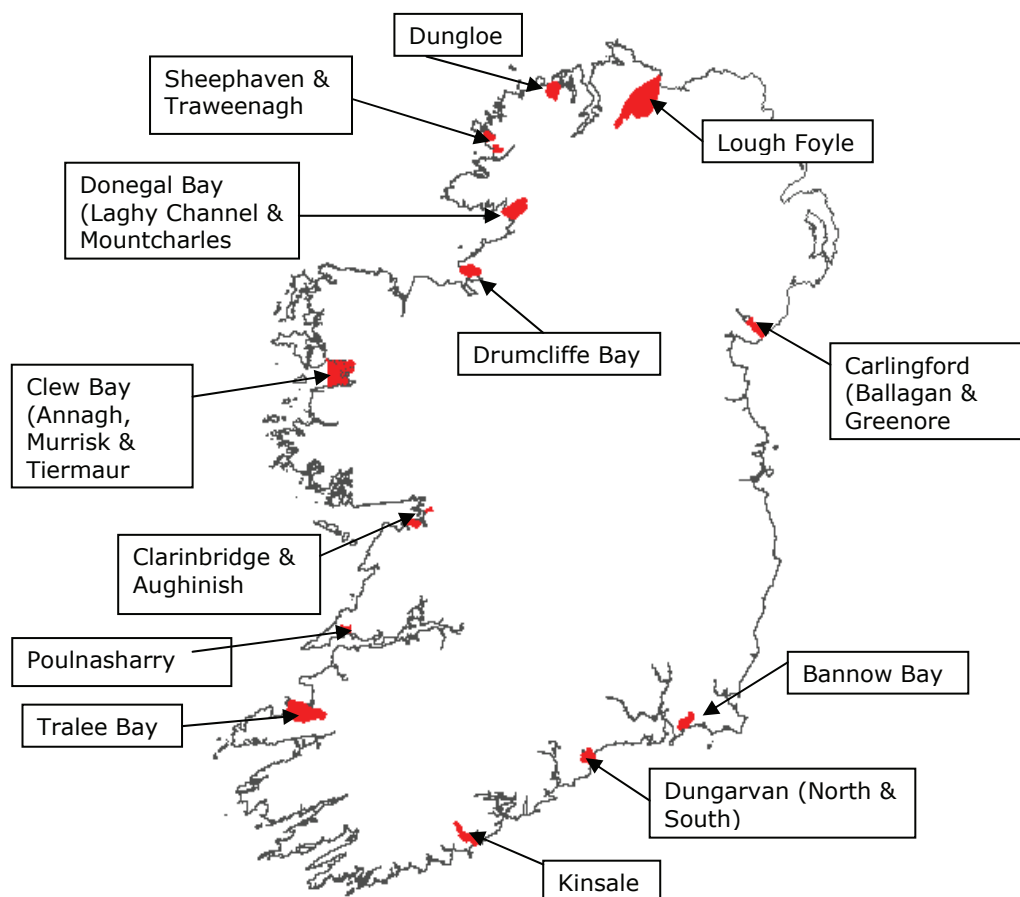 Dungloe
Sheephaven &
Traweenagh
Lough Foyle
Donegal Bay
(Laghy Channel &
Mountcharles
Drumcliffe Bay
Carlingford
(Ballagan &
Greenore
Clew Bay
(Annagh,
Murrisk &
Tiermaur
Clarinbridge &
Aughinish
Poulnasharry
Bannow Bay
Tralee Bay
Dungarvan (North &
South)
Kinsale